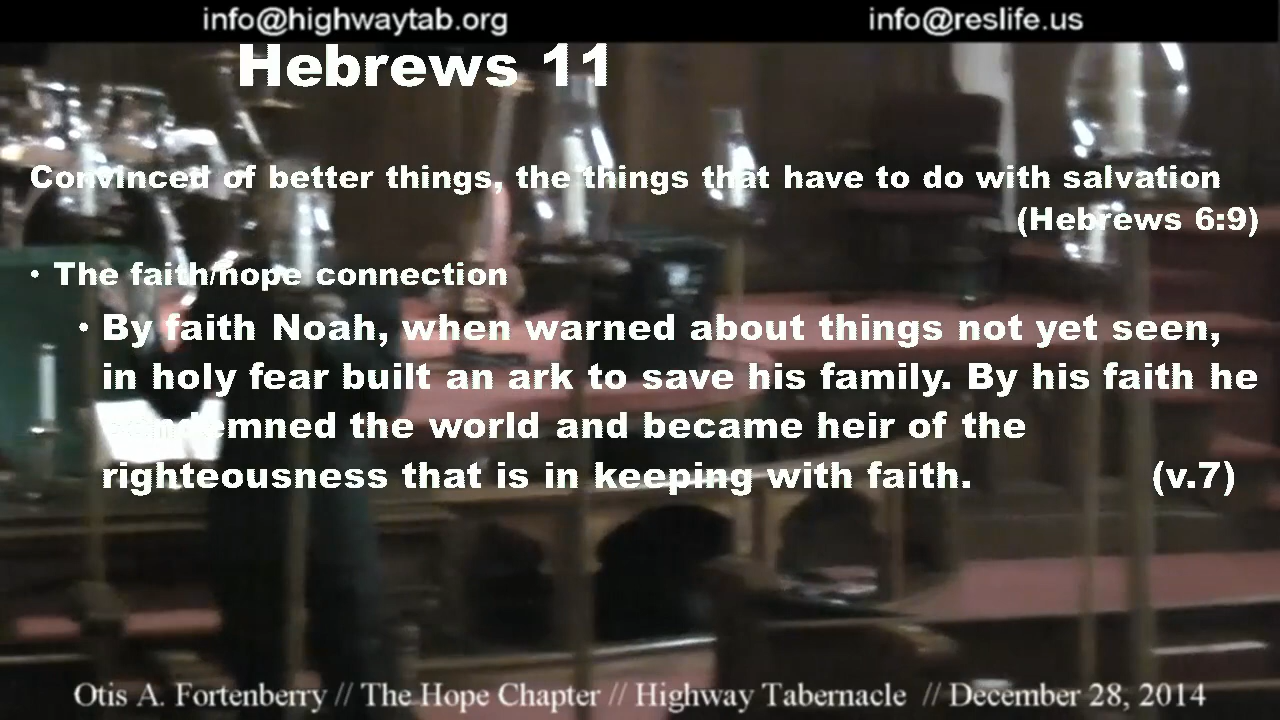 info@highwaytab.org info@reslife.us
Hebrews 11
Convinced of better things, the things that have to do with salvation
(Hebrews 6:9)
• The faith/hope connection
• By faith Noah, when warned about things not yet seen,
in holy fear built an ark to save his family. By his faith he
condemned the world and became heir of the
righteousness that is in keeping with faith. (v.7)
Otis A. Fortenberry // The Hope Chapter // Highway Tabernacle // December 28, 2014